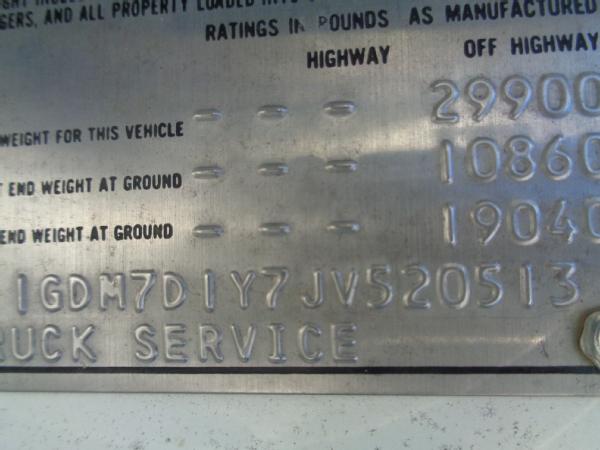 SERS, AND ALL PROPERTY LOADED
RATINGS IN POUNDS AS MANUFACTURED
HIGHWAY OFF HIGHWAY
29900
WEIGHT FOR THIS VEHICLE - - -
10860
END WEIGHT AT GROUND - - -
19040
END WEIGHT AT GROUND - - -
1GDM7D1Y7JV520513
RUCK SERVICE